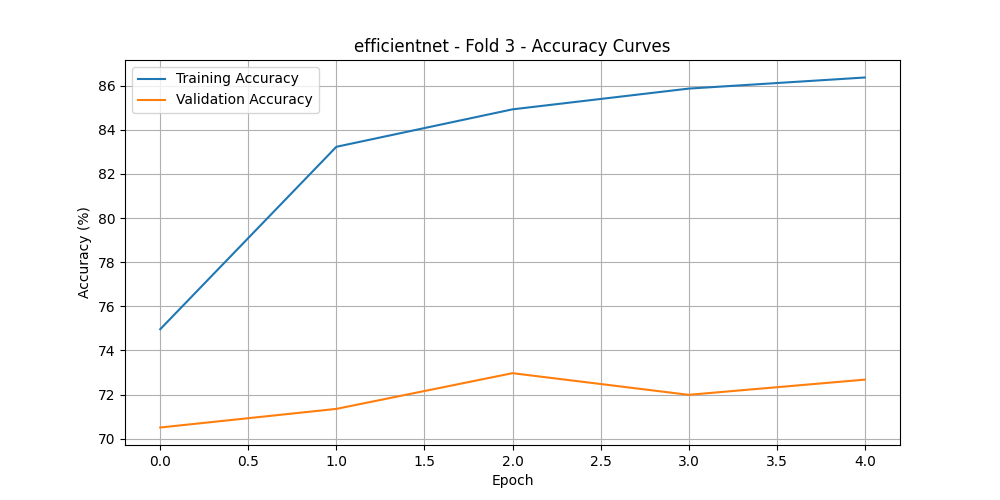 efficientnet - Fold 3 - Accuracy Curves
Training Accuracy
Validation Accuracy
Accuracy (%)
86
84
82
80
78
76
74
72
70
0.0 0.5 1.0 1.5 2.0 2.5 3.0 3.5 4.0
Epoch